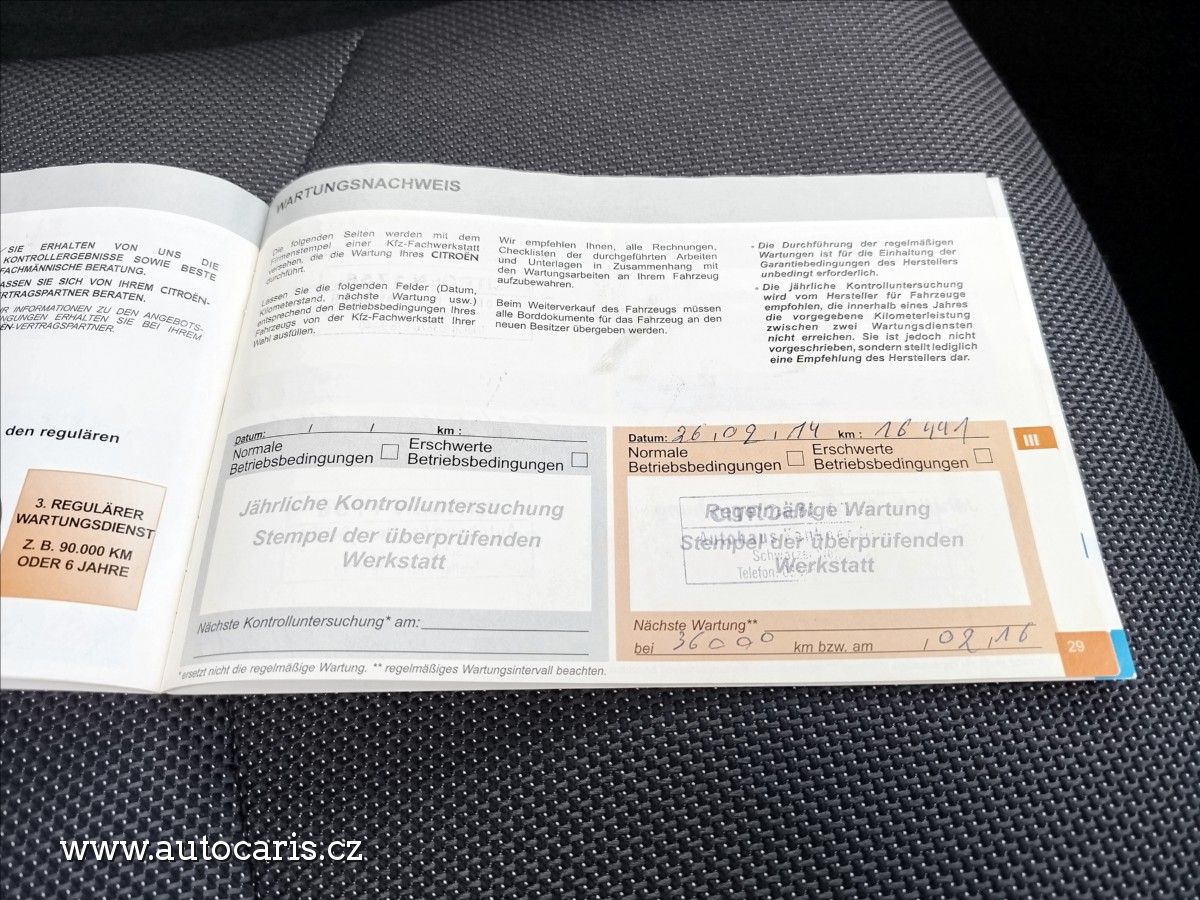 SIE ERHALTEN VON UNS DIE
KONTROLLERGEBNISSE SOWIE BESTE
FACHMÄNNISCHE BERATUNG.
ASSEN SIE SICH VON IHREM CITROËN-
RTRAGSPARTNER BERATEN.
R INFORMATIONEN ZU DEN ANGEBOTS-
NGUNGEN ERHALTEN SIE BEI IHREM
EN-VERTRAGSPARTNER.
den regulären
3. REGULÄRER
WARTUNGSDIENST
Z. B. 90.000 KM
ODER 6 JAHRE
WARTUNGSNACHWEIS
Die folgenden Seiten werden mit dem
Firmenstempel einer Kfz-Fachwerkstatt
versehen, die die Wartung Ihres CITROËN
durchführt.
Lassen Sie die folgenden Felder (Datum,
Kilometerstand, nächste Wartung usw.)
entsprechend den Betriebsbedingungen Ihres
Fahrzeugs von der Kfz-Fachwerkstatt Ihrer
Wahl ausfüllen.
Wir empfehlen Ihnen, alle Rechnungen,
Checklisten der durchgeführten Arbeiten
und Unterlagen in Zusammenhang mit
den Wartungsarbeiten an Ihrem Fahrzeug
aufzubewahren.
Beim Weiterverkauf des Fahrzeugs müssen
alle Borddokumente für das Fahrzeug an den
neuen Besitzer übergeben werden.
• Die Durchführung der regelmäßigen
Wartungen ist für die Einhaltung der
Garantiebedingungen des Herstellers
unbedingt erforderlich.
• Die jährliche Kontrolluntersuchung
wird vom Hersteller für Fahrzeuge
empfohlen, die innerhalb eines Jahres
die vorgegebene Kilometerleistung
zwischen zwei Wartungsdiensten
nicht erreichen. Sie ist jedoch nicht
vorgeschrieben, sondern stellt lediglich
eine Empfehlung des Herstellers dar.
Datum: / / km :
Normale
Betriebsbedingungen
Erschwerte
Betriebsbedingungen
Jährliche Kontrolluntersuchung
Stempel der überprüfenden
Werkstatt
Nächste Kontrolluntersuchung* am:
Datum: 26,02,14 km : 16 441
Normale
Betriebsbedingungen
Erschwerte
Betriebsbedingungen
Regelmäßige Wartung
Stempel der überprüfenden
Werkstatt
Autohaus
Telefon:
Nächste Wartung**
bei 36000 km bzw. am ,02,16
*ersetzt nicht die regelmäßige Wartung. ** regelmäßiges Wartungsintervall beachten.
III
29
www.autocaris.cz